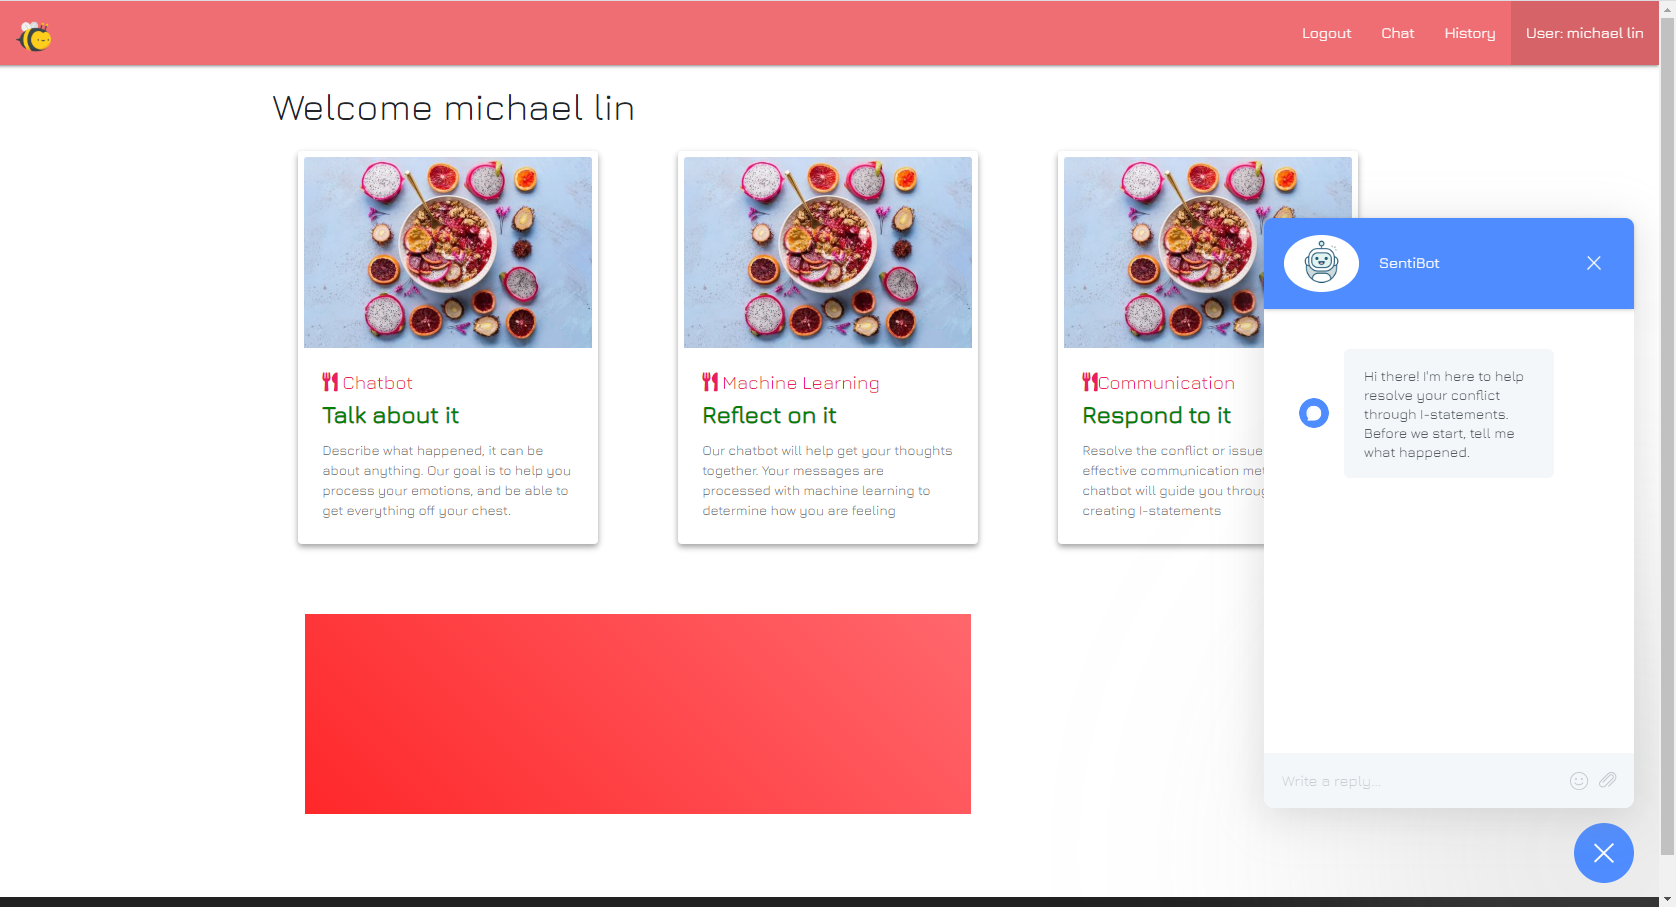 Logout Chat History User: michael lin
Welcome michael lin
Chatbot
Talk about it
Describe what happened, it can be
about anything. Our goal is to help you
process your emotions, and be able to
get everything off your chest.
Machine Learning
Reflect on it
Our chatbot will help get your thoughts
together. Your messages are
processed with machine learning to
determine how you are feeling
Communication
Respond to it
Resolve the conflict or issue
effective communication
chatbot will guide you
creating I-statements
SentiBot
Hi there! I'm here to help
resolve your conflict
through I-statements.
Before we start, tell me
what happened.
Write a reply...